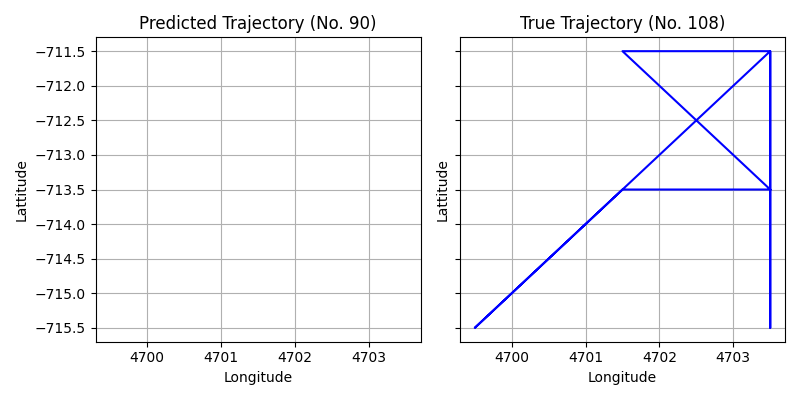 Predicted Trajectory (No. 90)
True Trajectory (No. 108)
−711.5
−712.0
−712.5
−713.0
−713.5
−714.0
−714.5
−715.0
−715.5
Lattitude
Lattitude
4700 4701 4702 4703
4700 4701 4702 4703
Longitude
Longitude